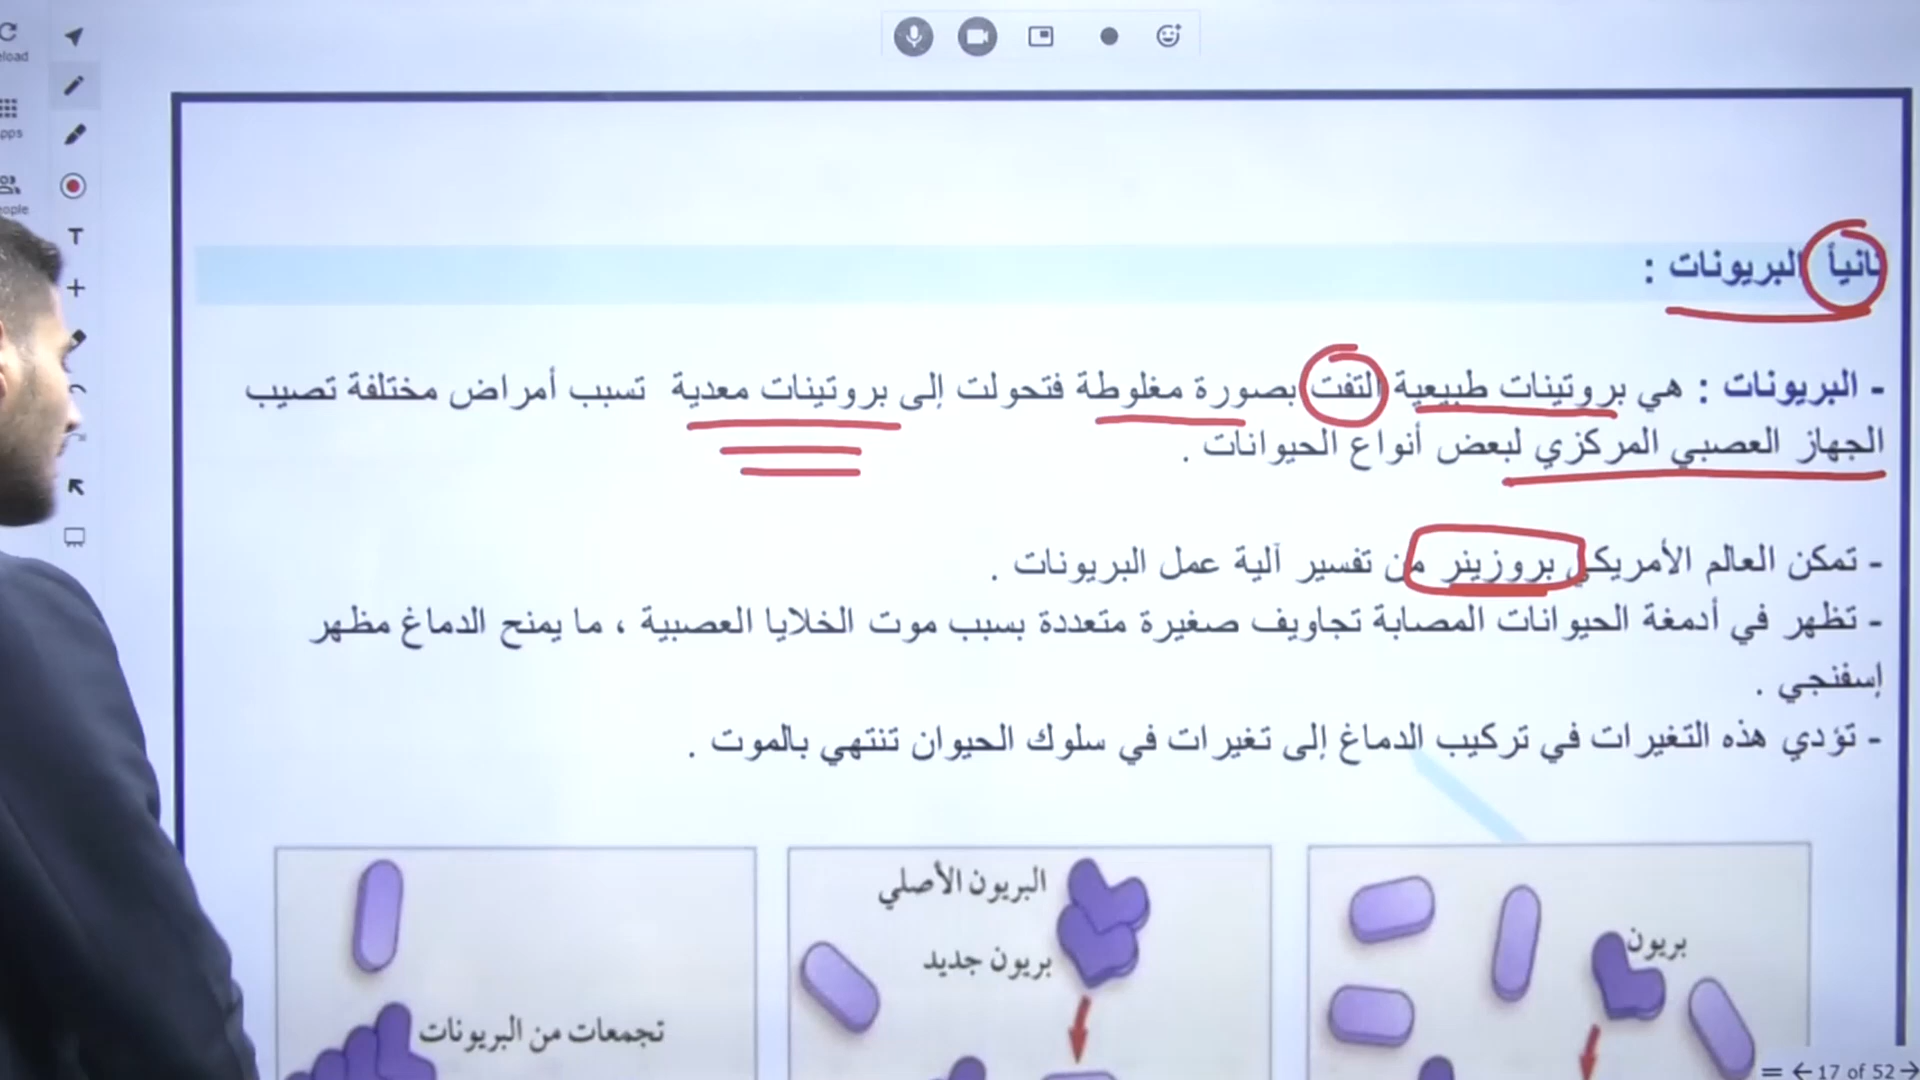 ثانياً البريونات :
- البريونات : هي بروتينات طبيعية التفت بصورة مغلوطة فتحولت إلى بروتينات معدية تسبب أمراض مختلفة تصيب
الجهاز العصبي المركزي لبعض أنواع الحيوانات .
- تمكن العالم الأمريكي بروزينر من تفسير آلية عمل البريونات .
- تظهر في أدمغة الحيوانات المصابة تجاويف صغيرة متعددة بسبب موت الخلايا العصبية ، ما يمنح الدماغ مظهر
إسفنجي .
- تؤدي هذه التغيرات في تركيب الدماغ إلى تغيرات في سلوك الحيوان تنتهي بالموت .
بريون
البريون الأصلي
بريون جديد
تجمعات من البريونات
17 of 52